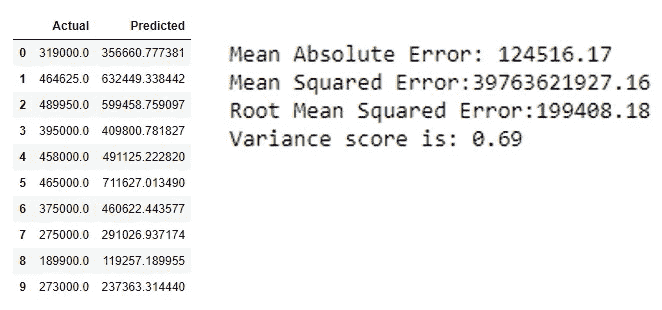 Actual Predicted
0 319000.0 356660.777381
1 464625.0 632449.338442
2 489950.0 599458.759097
3 395000.0 409800.781827
4 458000.0 491125.222820
5 465000.0 711627.013490
6 375000.0 460622.443577
7 275000.0 291026.937174
8 189900.0 119257.189955
9 273000.0 237363.314440
Mean Absolute Error: 124516.17
Mean Squared Error:39763621927.16
Root Mean Squared Error:199408.18
Variance score is: 0.69